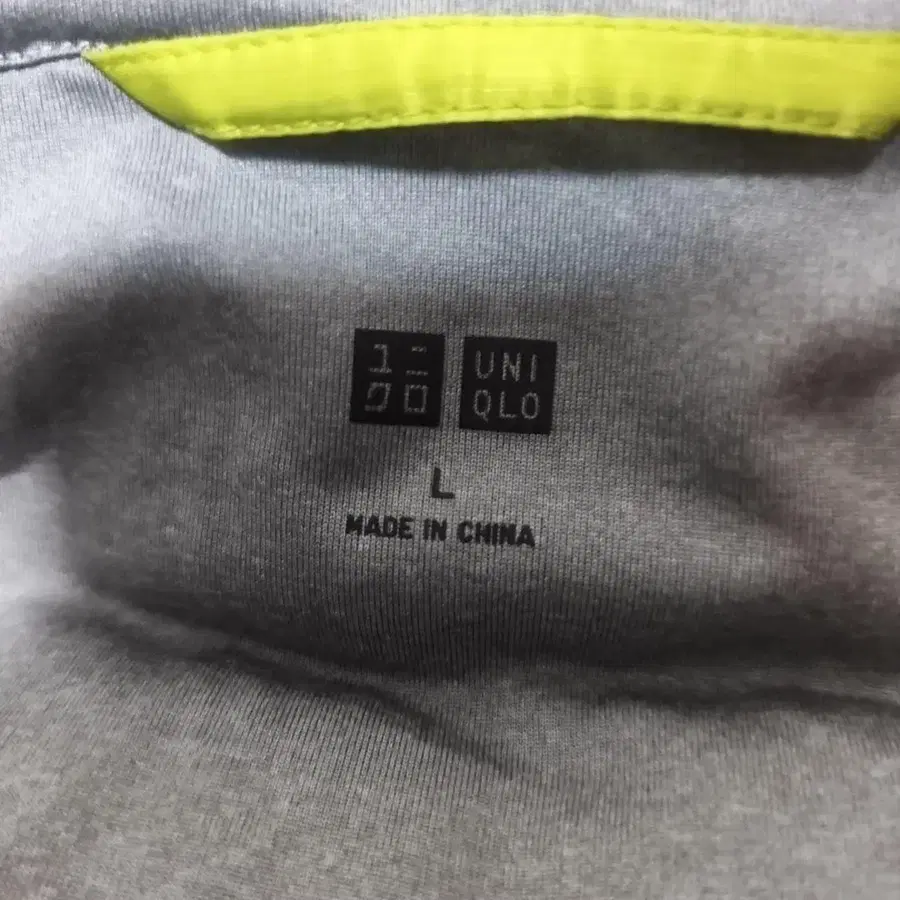 ユニ UNI
クロ QLO
L
MADE IN CHINA